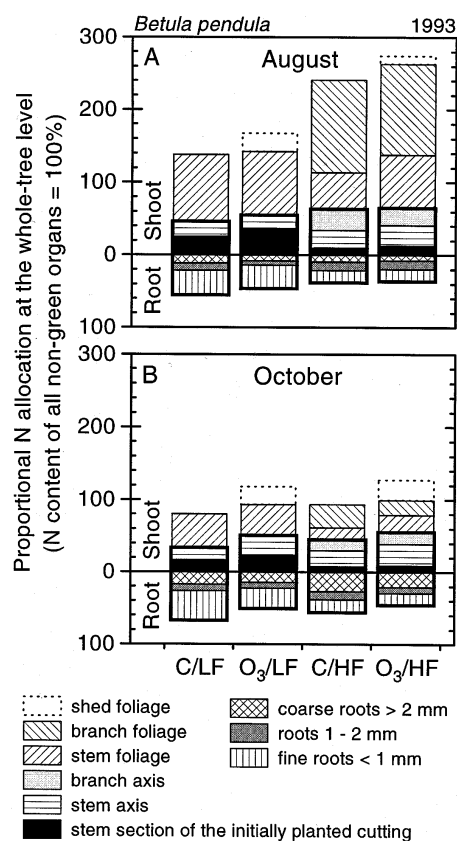 Betula pendula 1993
Proportional N allocation at the whole-tree level
(N content of all non-green organs = 100%)
300
200
100
0
100
A August
Shoot
Root
300
200
100
0
100
B October
Shoot
Root
C/LF O3/LF C/HF O3/HF
shed foliage
branch foliage
stem foliage
branch axis
stem axis
stem section of the initially planted cutting
coarse roots > 2 mm
roots 1 - 2 mm
fine roots < 1 mm